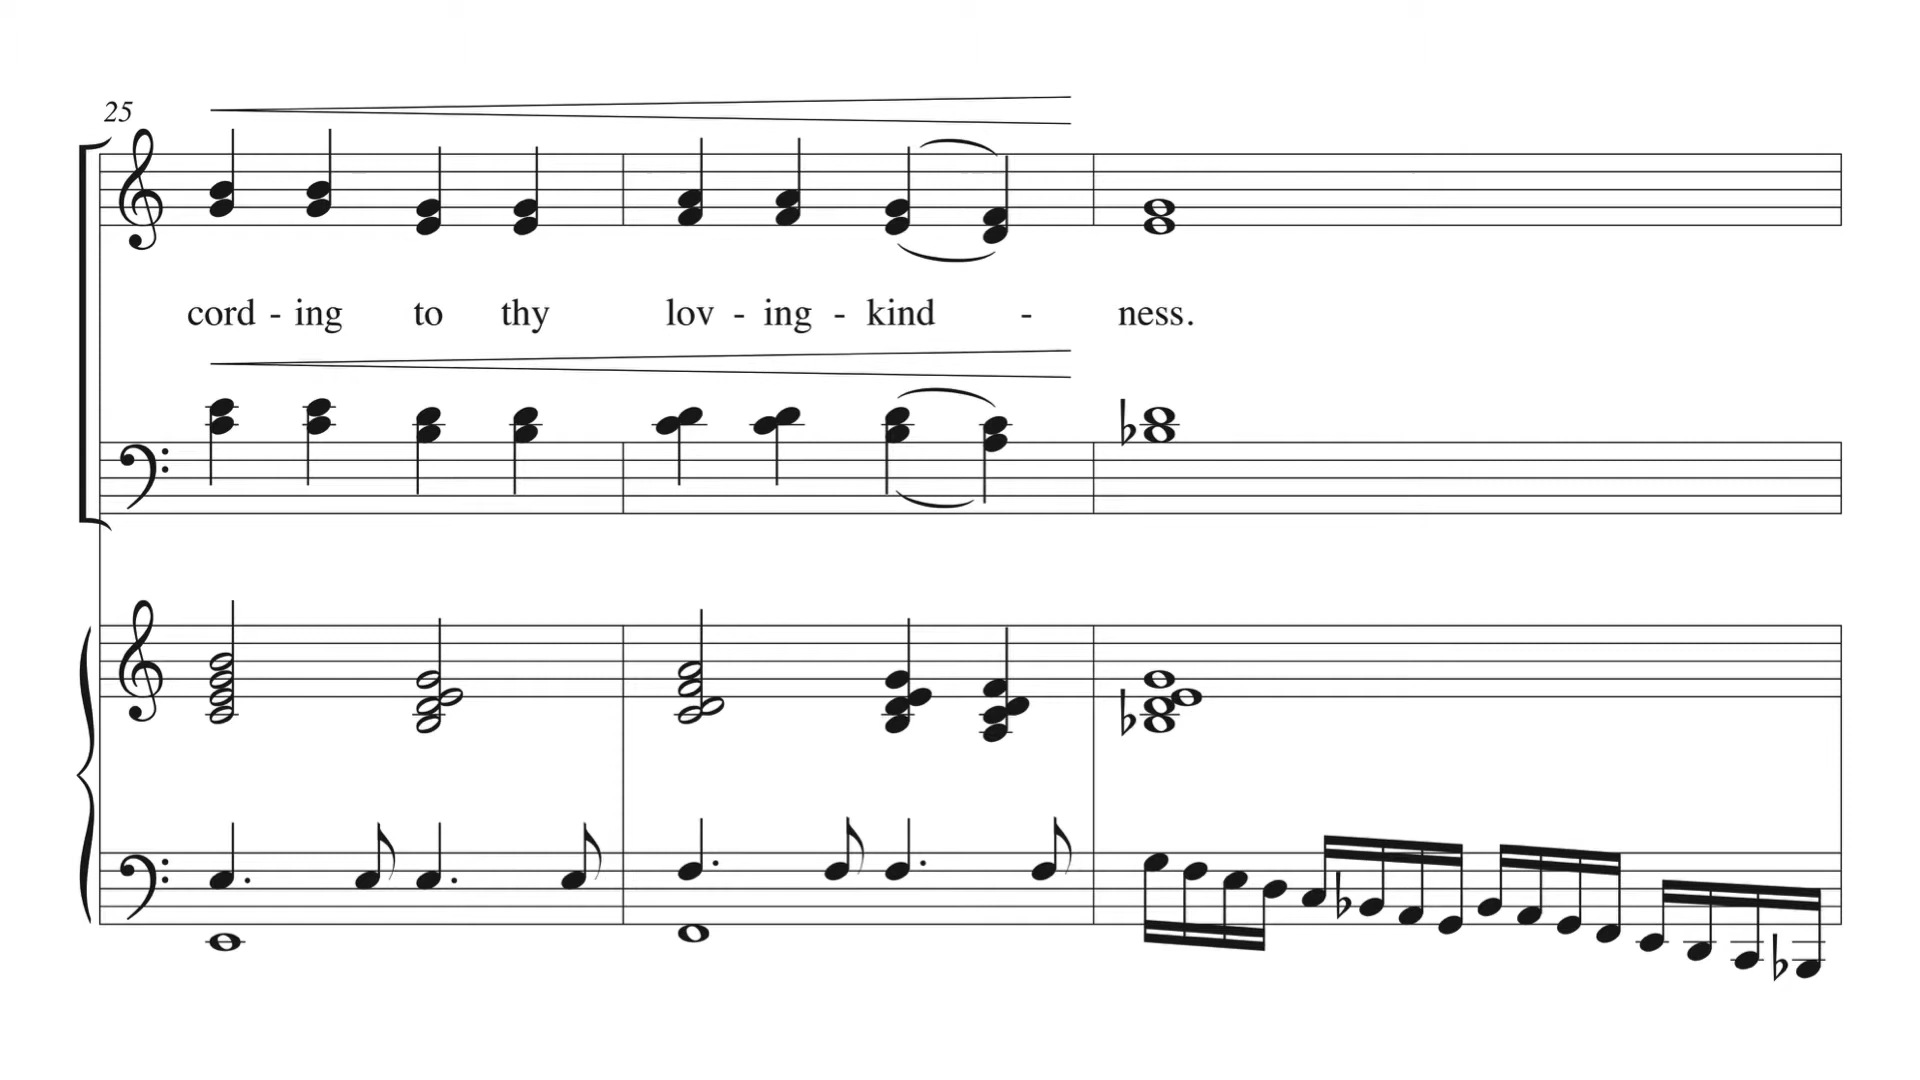 25
cord - ing to thy lov - ing - kind - ness.